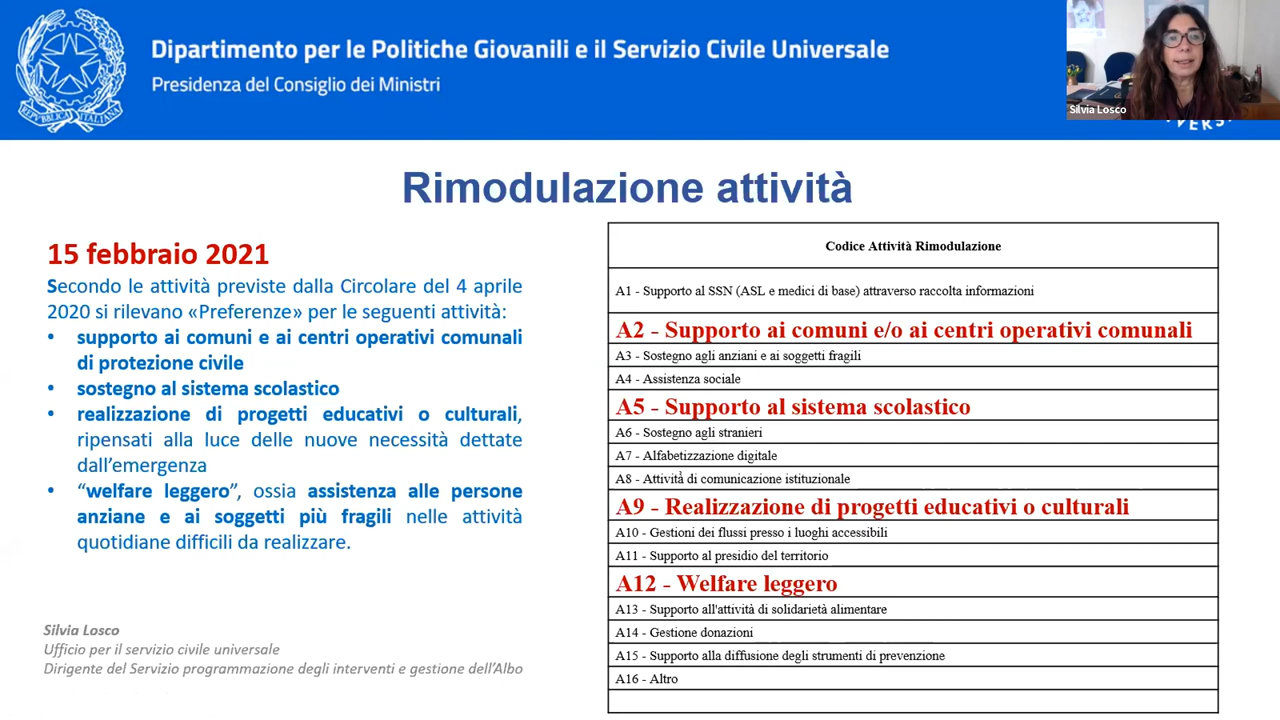 Dipartimento per le Politiche Giovanili e il Servizio Civile Universale
Presidenza del Consiglio dei Ministri
REPVBBLICA ITALIANA
Silvia Losco
Rimodulazione attività
15 febbraio 2021
Secondo le attività previste dalla Circolare del 4 aprile
2020 si rilevano «Preferenze» per le seguenti attività:
• supporto ai comuni e ai centri operativi comunali
di protezione civile
• sostegno al sistema scolastico
• realizzazione di progetti educativi o culturali,
ripensati alla luce delle nuove necessità dettate
dall’emergenza
• “welfare leggero”, ossia assistenza alle persone
anziane e ai soggetti più fragili nelle attività
quotidiane difficili da realizzare.
Silvia Losco
Ufficio per il servizio civile universale
Dirigente del Servizio programmazione degli interventi e gestione dell’Albo
Codice Attività Rimodulazione
A1 - Supporto al SSN (ASL e medici di base) attraverso raccolta informazioni
A2 - Supporto ai comuni e/o ai centri operativi comunali
A3 - Sostegno agli anziani e ai soggetti fragili
A4 - Assistenza sociale
A5 - Supporto al sistema scolastico
A6 - Sostegno agli stranieri
A7 - Alfabetizzazione digitale
A8 - Attività di comunicazione istituzionale
A9 - Realizzazione di progetti educativi o culturali
A10 - Gestioni dei flussi presso i luoghi accessibili
A11 - Supporto al presidio del territorio
A12 - Welfare leggero
A13 - Supporto all'attività di solidarietà alimentare
A14 - Gestione donazioni
A15 - Supporto alla diffusione degli strumenti di prevenzione
A16 - Altro